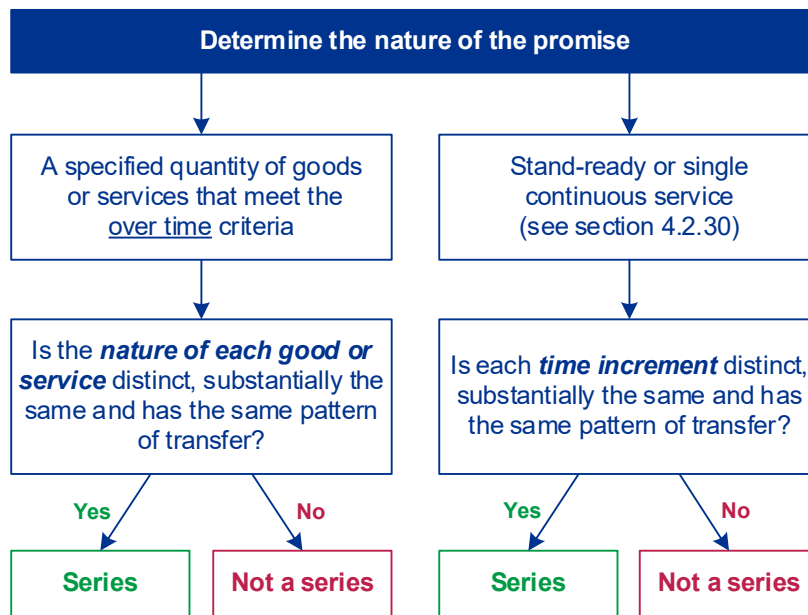 Determine the nature of the promise
A specified quantity of goods
or services that meet the
over time criteria
Stand-ready or single
continuous service
(see section 4.2.30)
Is the nature of each good or
service distinct, substantially the
same and has the same pattern
of transfer?
Is each time increment distinct,
substantially the same and has
the same pattern of transfer?
Yes
No
Yes
No
Series
Not a series
Series
Not a series